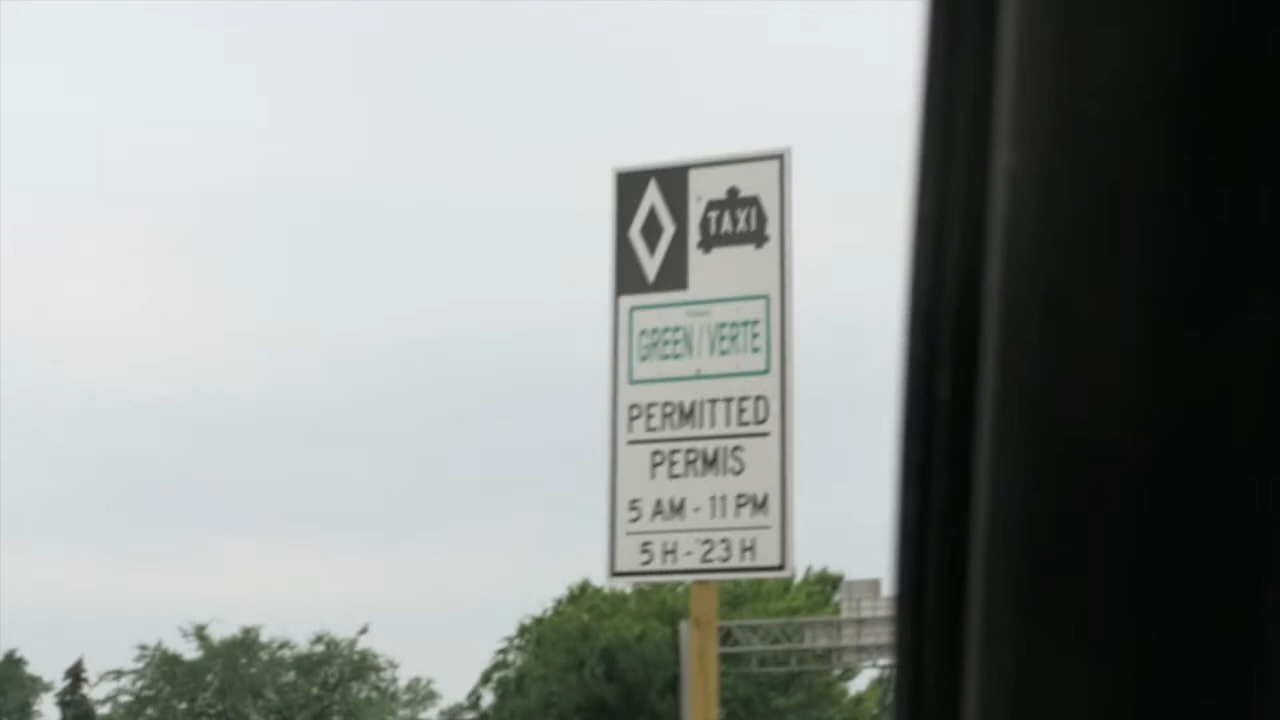 TAXI
GREEN / VERTE
PERMITTED
PERMIS
5 AM - 11 PM
5 H - 23 H